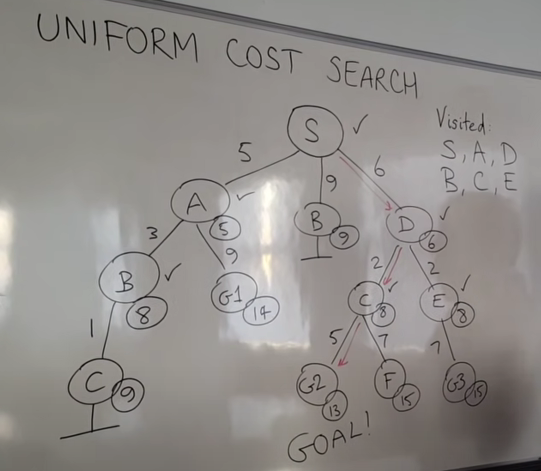 UNIFORM COST SEARCH
Visited:
S, A, D
B, C, E
S
5
9
6
A
5
B
9
D
6
3
9
2
2
B
8
G1
14
C
8
E
8
1
5
7
7
C
9
G2
13
F
15
G3
15
GOAL!